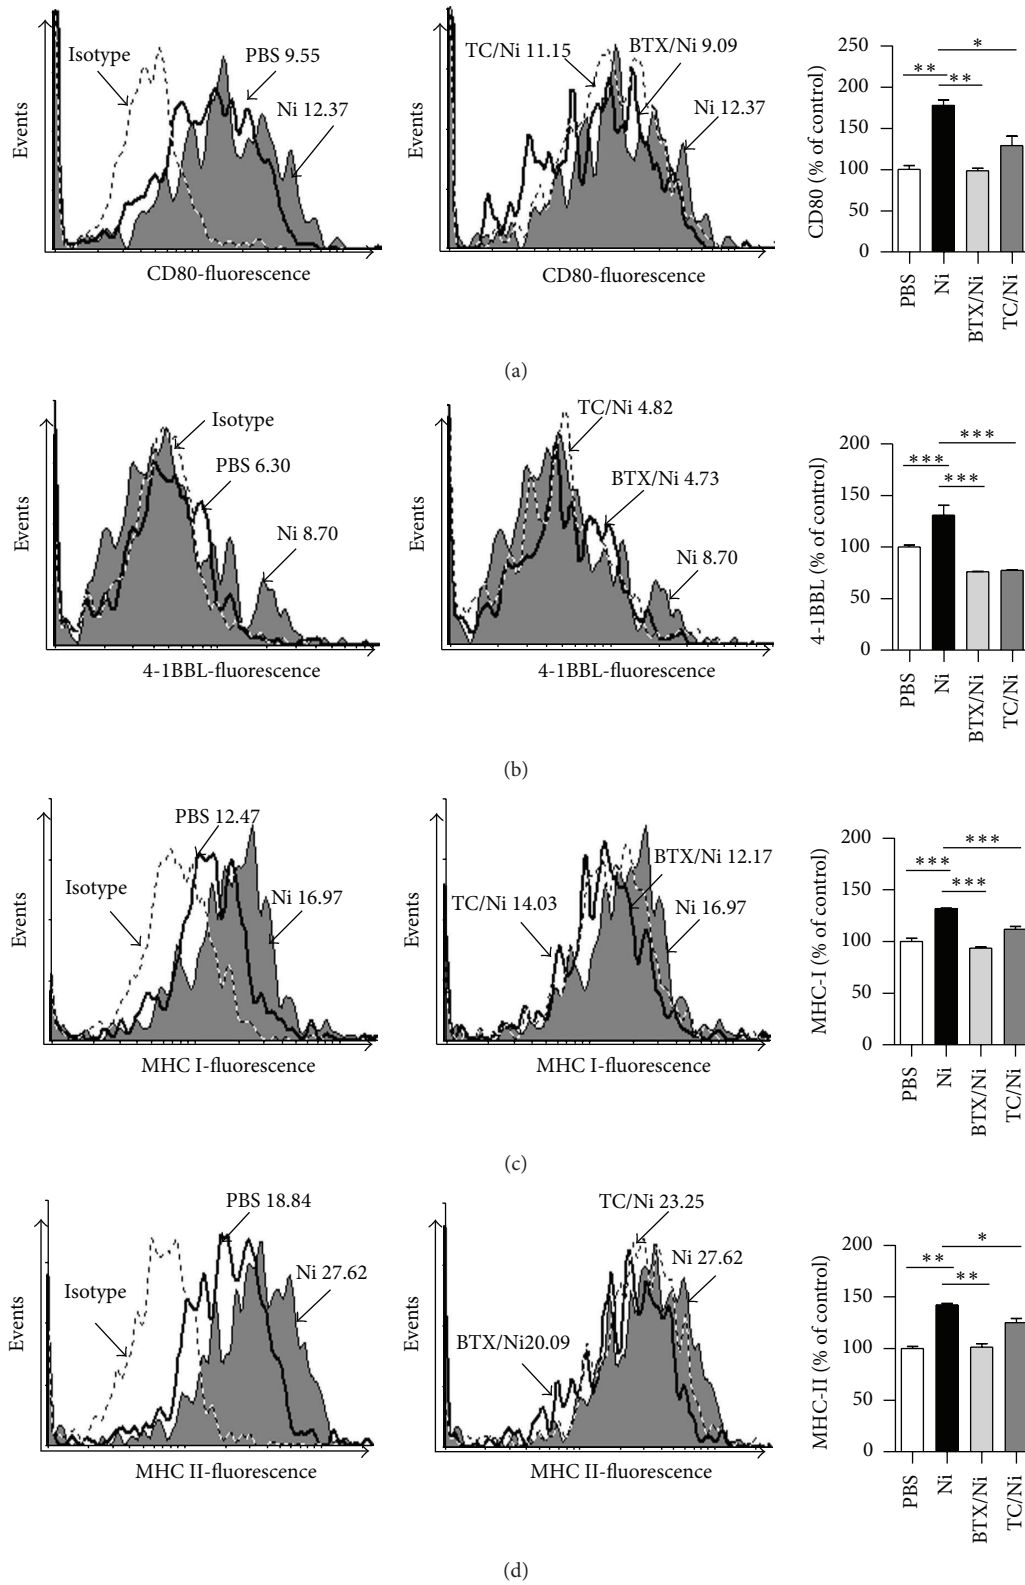 Isotype
PBS 9.55
Ni 12.37
Events
CD80-fluorescence
TC/Ni 11.15
BTX/Ni 9.09
Ni 12.37
Events
CD80-fluorescence
250
200
150
100
50
0
CD80 (% of control)
**
**
*
PBS
Ni
BTX/Ni
TC/Ni
(a)
Isotype
PBS 6.30
Ni 8.70
Events
4-1BBL-fluorescence
TC/Ni 4.82
BTX/Ni 4.73
Ni 8.70
Events
4-1BBL-fluorescence
200
150
100
50
0
4-1BBL (% of control)
***
***
***
PBS
Ni
BTX/Ni
TC/Ni
(b)
PBS 12.47
Isotype
Ni 16.97
Events
MHC I-fluorescence
BTX/Ni 12.17
TC/Ni 14.03
Ni 16.97
Events
MHC I-fluorescence
200
150
100
50
0
MHC-I (% of control)
***
***
***
PBS
Ni
BTX/Ni
TC/Ni
(c)
PBS 18.84
Ni 27.62
Isotype
Events
MHC II-fluorescence
TC/Ni 23.25
Ni 27.62
BTX/Ni20.09
Events
MHC II-fluorescence
200
150
100
50
0
MHC-II (% of control)
*
**
**
PBS
Ni
BTX/Ni
TC/Ni
(d)